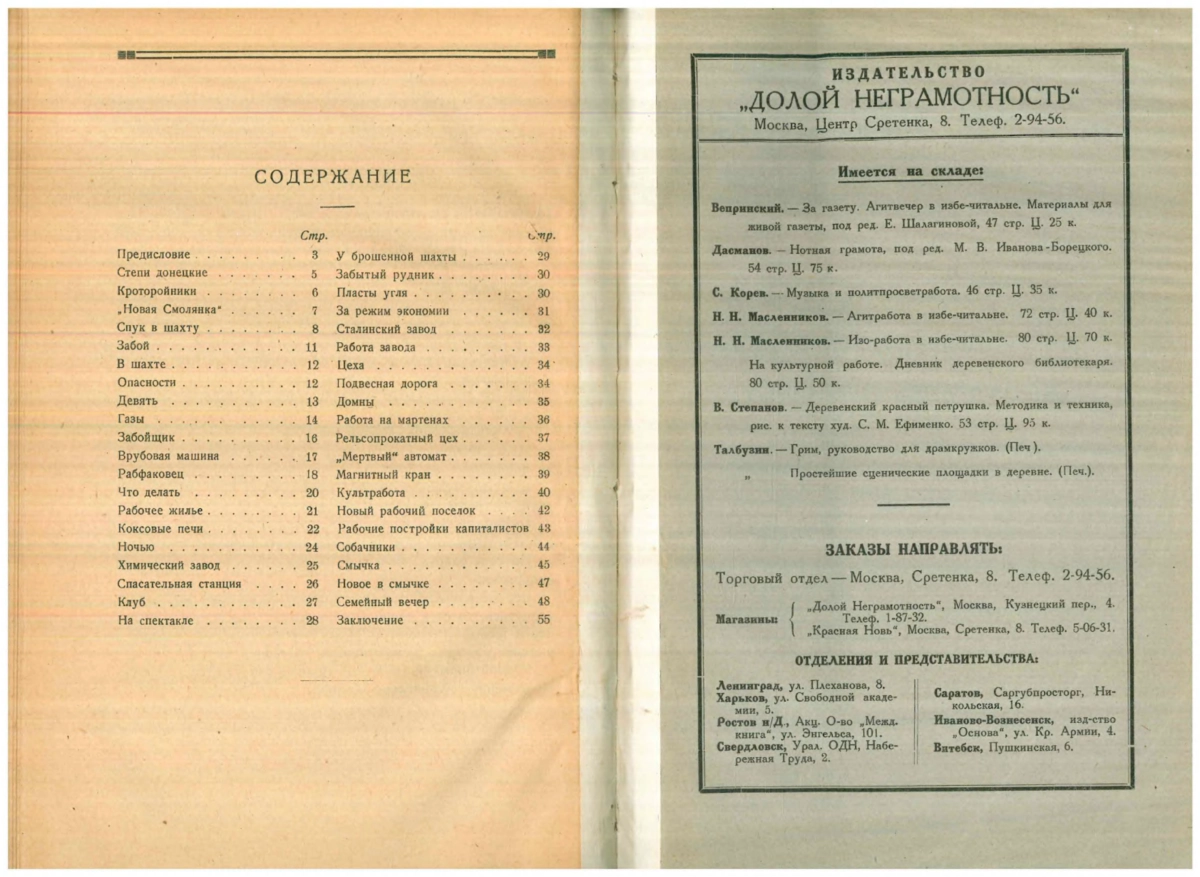 СОДЕРЖАНИЕ
Стр.
Предисловие . . . . . . . . . 3
Степи донецкие . . . . . . . . 5
Кроторойники . . . . . . . . 6
„Новая Смолянка“ . . . . . . 7
Спук в шахту . . . . . . . . 8
Забой . . . . . . . . . . . . 11
В шахте . . . . . . . . . . . 12
Опасности . . . . . . . . . . 12
Девять . . . . . . . . . . . 13
Газы . . . . . . . . . . . . 14
Забойщик . . . . . . . . . . 16
Врубовая машина . . . . . . . 17
Рабфаковец . . . . . . . . . 18
Что делать . . . . . . . . . 20
Рабочее жилье . . . . . . . . 21
Коксовые печи . . . . . . . . 22
Ночью . . . . . . . . . . . . 24
Химический завод . . . . . . 25
Спасательная станция . . . . 26
Клуб . . . . . . . . . . . . 27
На спектакле . . . . . . . . 28
Стр.
У брошенной шахты . . . . . . 29
Забытый рудник . . . . . . . 30
Пласты угля . . . . . . . . . 30
За режим экономии . . . . . . 31
Сталинский завод . . . . . . 32
Работа завода . . . . . . . . 33
Цеха . . . . . . . . . . . . 34
Подвесная дорога . . . . . . 34
Домны . . . . . . . . . . . . 35
Работа на мартенах . . . . . 36
Рельсопрокатный цех . . . . . 37
„Мертвый“ автомат . . . . . . 38
Магнитный кран . . . . . . . 39
Культработа . . . . . . . . . 40
Новый рабочий поселок . . . . 42
Рабочие постройки капиталистов 43
Собачники . . . . . . . . . . 44
Смычка . . . . . . . . . . . 45
Новое в смычке . . . . . . . 47
Семейный вечер . . . . . . . 48
Заключение . . . . . . . . . 55
ИЗДАТЕЛЬСТВО
„ДОЛОЙ НЕГРАМОТНОСТЬ“
Москва, Центр Сретенка, 8. Телеф. 2-94-56.
Имеется на складе:
Вепринский. — За газету. Агитвечер в избе-читальне. Материалы для
живой газеты, под ред. Е. Шалагиновой, 47 стр. Ц. 25 к.
Дасманов. — Нотная грамота, под ред. М. В. Иванова-Борецкого.
54 стр. Ц. 75 к.
С. Корев. — Музыка и политпросветработа. 46 стр. Ц. 35 к.
Н. Н. Масленников. — Агитработа в избе-читальне. 72 стр. Ц. 40 к.
Н. Н. Масленников. — Изо-работа в избе-читальне. 80 стр. Ц. 70 к.
На культурной работе. Дневник деревенского библиотекаря.
80 стр. Ц. 50 к.
В. Степанов. — Деревенский красный петрушка. Методика и техника,
рис. к тексту худ. С. М. Ефименко. 53 стр. Ц. 95 к.
Талбузин. — Грим, руководство для драмкружков. (Печ).
„ Простейшие сценические площадки в деревне. (Печ.).
ЗАКАЗЫ НАПРАВЛЯТЬ:
Торговый отдел — Москва, Сретенка, 8. Телеф. 2-94-56.
Магазины: „Долой Неграмотность“, Москва, Кузнецкий пер., 4.
Телеф. 1-87-32.
„Красная Новь“, Москва, Сретенка, 8. Телеф. 5-06-31.
ОТДЕЛЕНИЯ И ПРЕДСТАВИТЕЛЬСТВА:
Ленинград, ул. Плеханова, 8.
Харьков, ул. Свободной акаде-
мии, 5.
Ростов н/Д., Акц. О-во „Межд.
книга“, ул. Энгельса, 101.
Свердловск, Урал. ОДН, Набе-
режная Труда, 2.
Саратов, Саргубпросторг, Ни-
кольская, 16.
Иваново-Вознесенск, изд-ство
„Основа“, ул. Кр. Армии, 4.
Витебск, Пушкинская, 6.